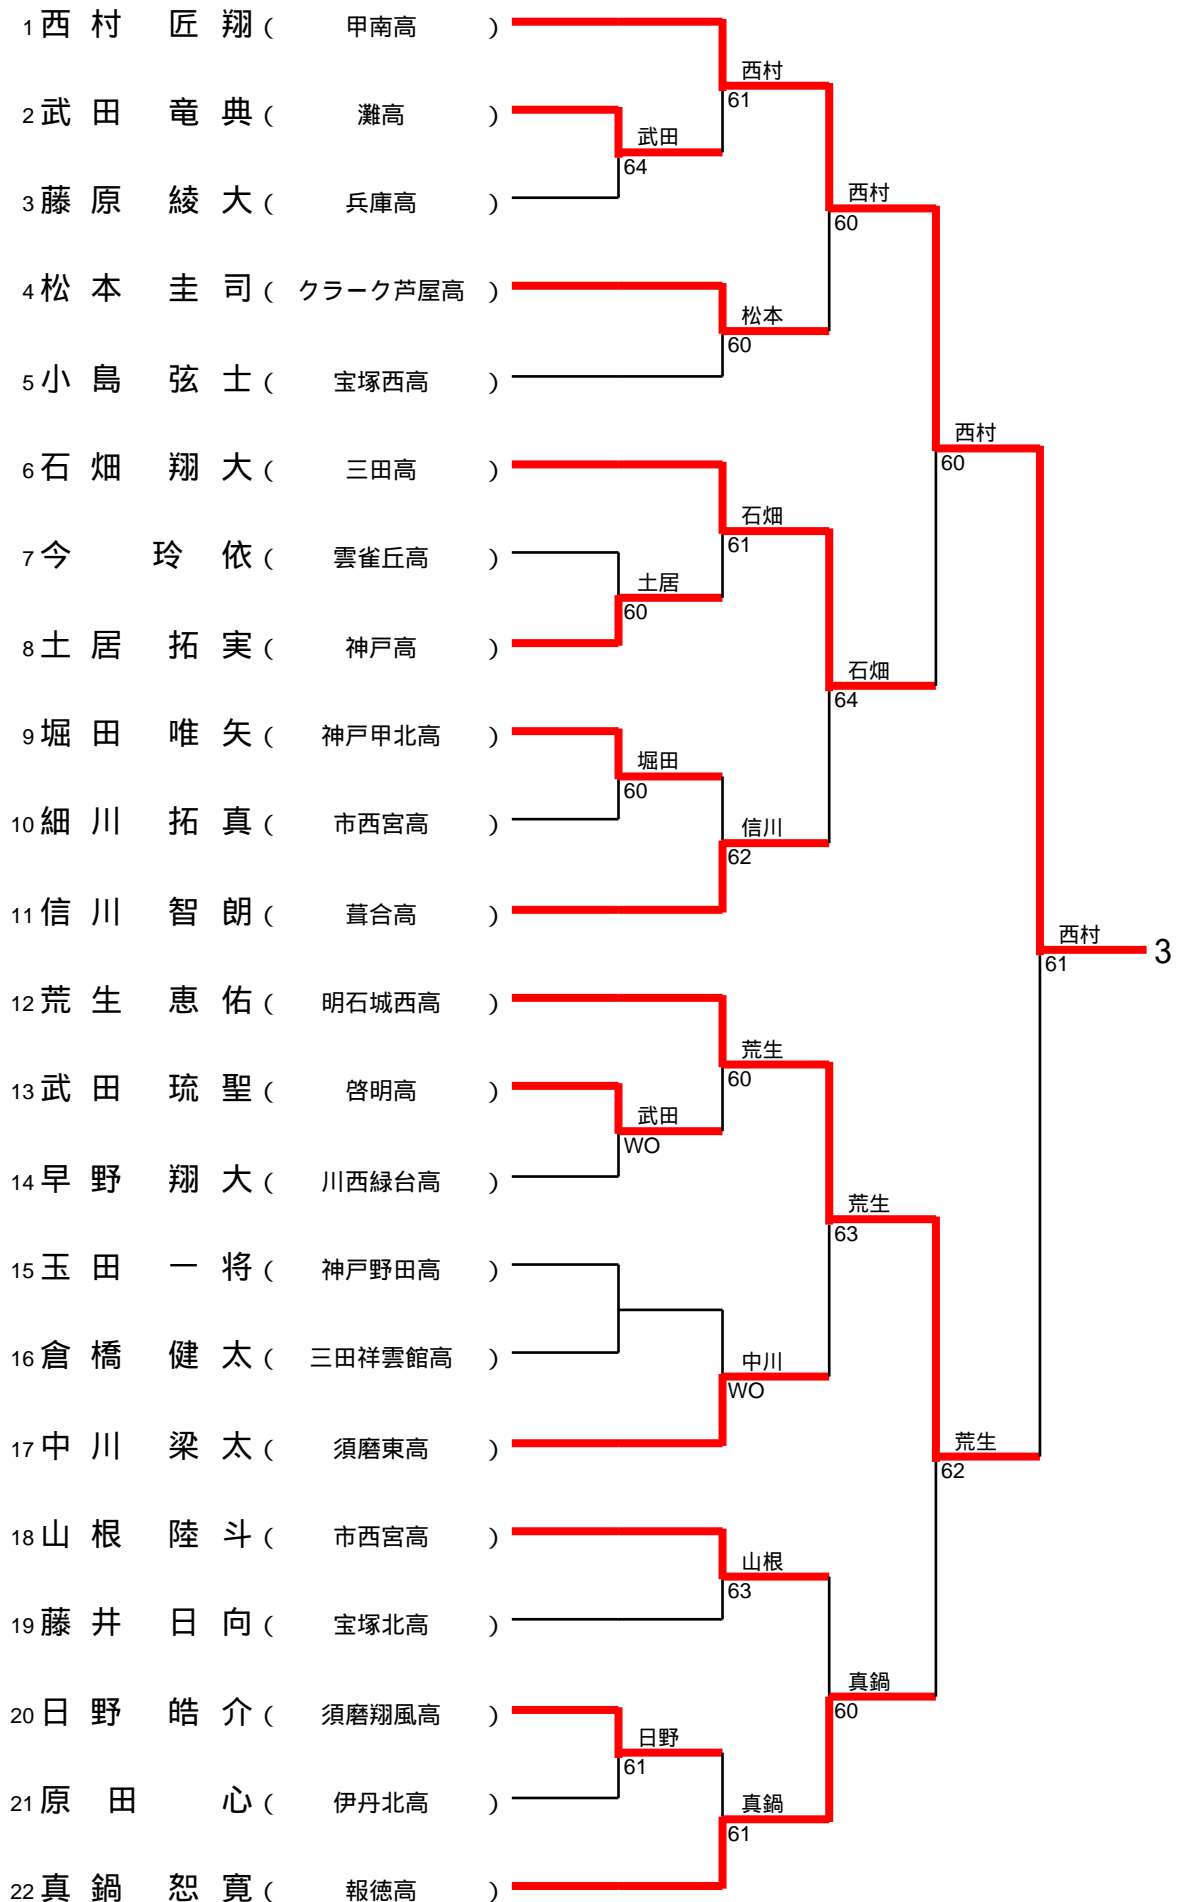 1 西村 匠翔 ( 甲南高 )
西村
61
2 武田 竜典 ( 灘高 )
武田
64
3 藤原 綾大 ( 兵庫高 )
西村
60
4 松本 圭司 ( クラーク芦屋高 )
松本
60
5 小島 弦士 ( 宝塚西高 )
西村
60
6 石畑 翔大 ( 三田高 )
石畑
61
7 今 玲依 ( 雲雀丘高 )
土居
60
8 土居 拓実 ( 神戸高 )
石畑
64
9 堀田 唯矢 ( 神戸甲北高 )
堀田
60
10 細川 拓真 ( 市西宮高 )
信川
62
11 信川 智朗 ( 葺合高 )
西村
61
3
12 荒生 恵佑 ( 明石城西高 )
荒生
60
13 武田 琉聖 ( 啓明高 )
武田
WO
14 早野 翔大 ( 川西緑台高 )
荒生
63
15 玉田 一将 ( 神戸野田高 )
16 倉橋 健太 ( 三田祥雲館高 )
中川
WO
17 中川 梁太 ( 須磨東高 )
荒生
62
18 山根 陸斗 ( 市西宮高 )
山根
63
19 藤井 日向 ( 宝塚北高 )
真鍋
60
20 日野 皓介 ( 須磨翔風高 )
日野
61
21 原田 心 ( 伊丹北高 )
真鍋
61
22 真鍋 恕寛 ( 報徳高 )